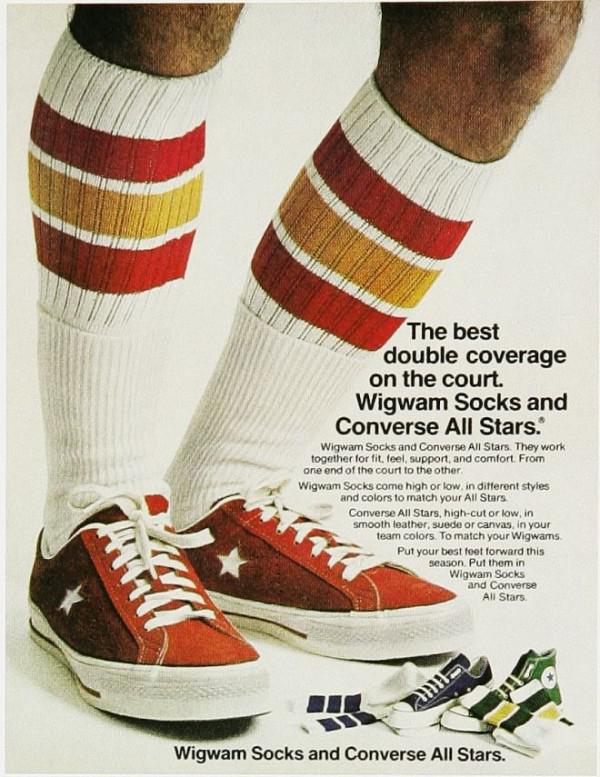 The best
double coverage
on the court.
Wigwam Socks and
Converse All Stars.®
Wigwam Socks and Converse All Stars. They work
together for fit, feel, support, and comfort. From
one end of the court to the other.
Wigwam Socks come high or low, in different styles
and colors to match your All Stars.
Converse All Stars, high-cut or low, in
smooth leather, suede or canvas, in your
team colors. To match your Wigwams.
Put your best feet forward this
season. Put them in
Wigwam Socks
and Converse
All Stars.
Wigwam Socks and Converse All Stars.